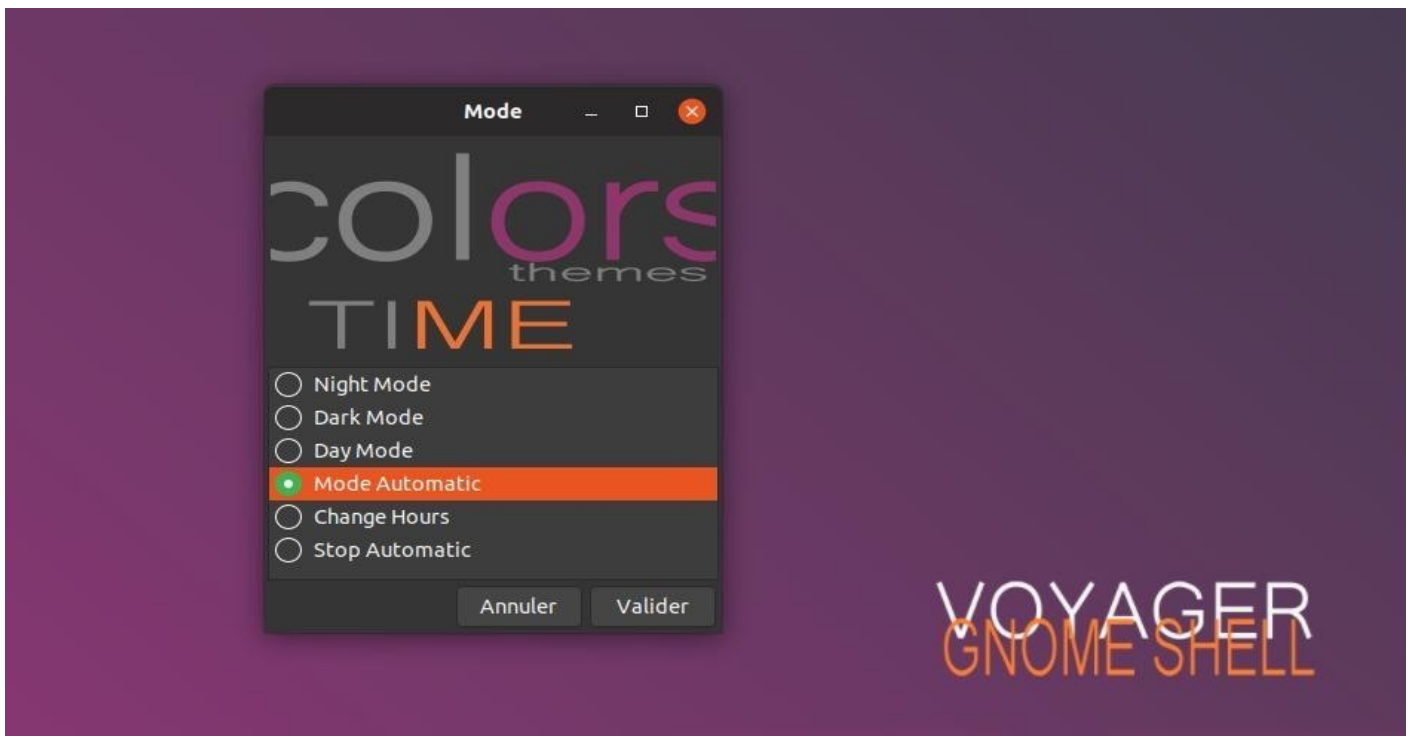 Mode
colors
themes
TIME
Night Mode
Dark Mode
Day Mode
Mode Automatic
Change Hours
Stop Automatic
Annuler Valider
VOYAGER
GNOME SHELL